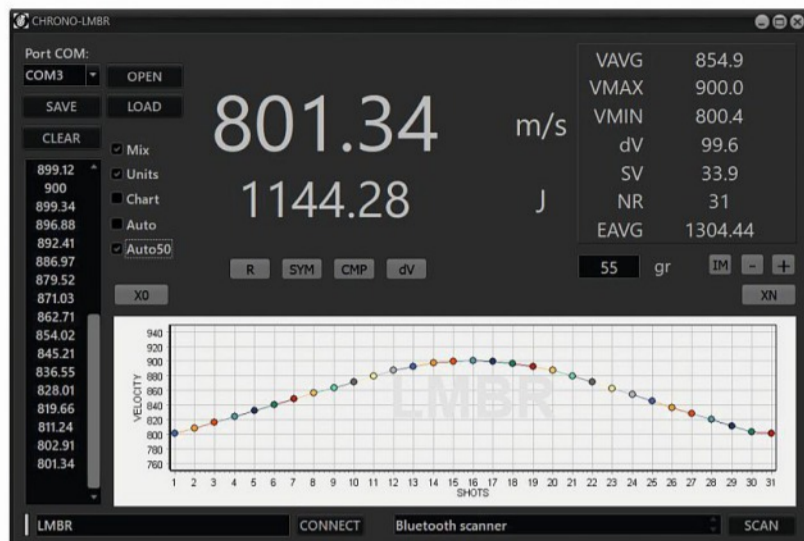 CHRONO-LMBR
Port COM:
COM3
OPEN
SAVE
LOAD
CLEAR
Mix
Units
Chart
Auto
Auto50
899.12
900
899.34
896.88
892.41
886.97
879.52
871.03
862.71
854.02
845.21
836.55
828.01
819.66
811.24
802.91
801.34
801.34 m/s
1144.28 J
R SYM CMP dV
VAVG 854.9
VMAX 900.0
VMIN 800.4
dV 99.6
SV 33.9
NR 31
EAVG 1304.44
55 gr IM - +
X0
XN
940
920
900
880
860
840
820
800
780
760
VELOCITY
LMBR
1 2 3 4 5 6 7 8 9 10 11 12 13 14 15 16 17 18 19 20 21 22 23 24 25 26 27 28 29 30 31
SHOTS
LMBR
CONNECT
Bluetooth scanner
SCAN